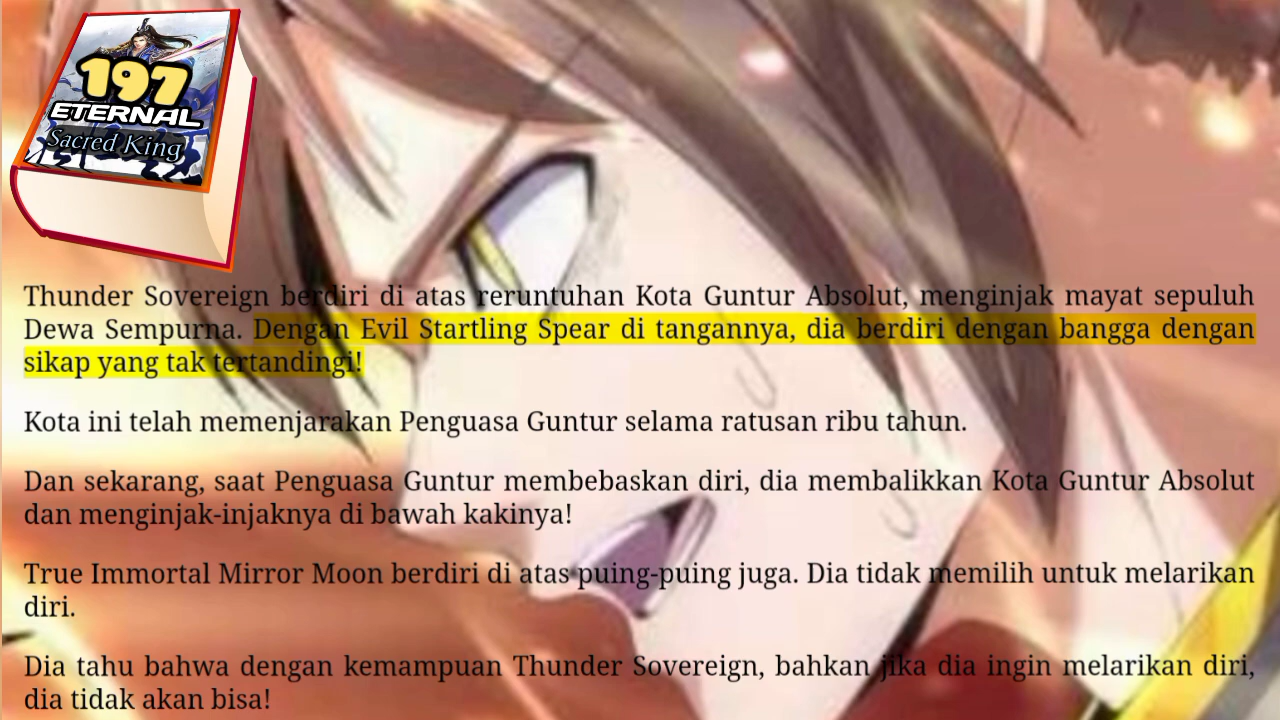 197
ETERNAL
Sacred King
Thunder Sovereign berdiri di atas reruntuhan Kota Guntur Absolut, menginjak mayat sepuluh
Dewa Sempurna. Dengan Evil Startling Spear di tangannya, dia berdiri dengan bangga dengan
sikap yang tak tertandingi!
Kota ini telah memenjarakan Penguasa Guntur selama ratusan ribu tahun.
Dan sekarang, saat Penguasa Guntur membebaskan diri, dia membalikkan Kota Guntur Absolut
dan menginjak-injaknya di bawah kakinya!
True Immortal Mirror Moon berdiri di atas puing-puing juga. Dia tidak memilih untuk melarikan
diri.
Dia tahu bahwa dengan kemampuan Thunder Sovereign, bahkan jika dia ingin melarikan diri,
dia tidak akan bisa!